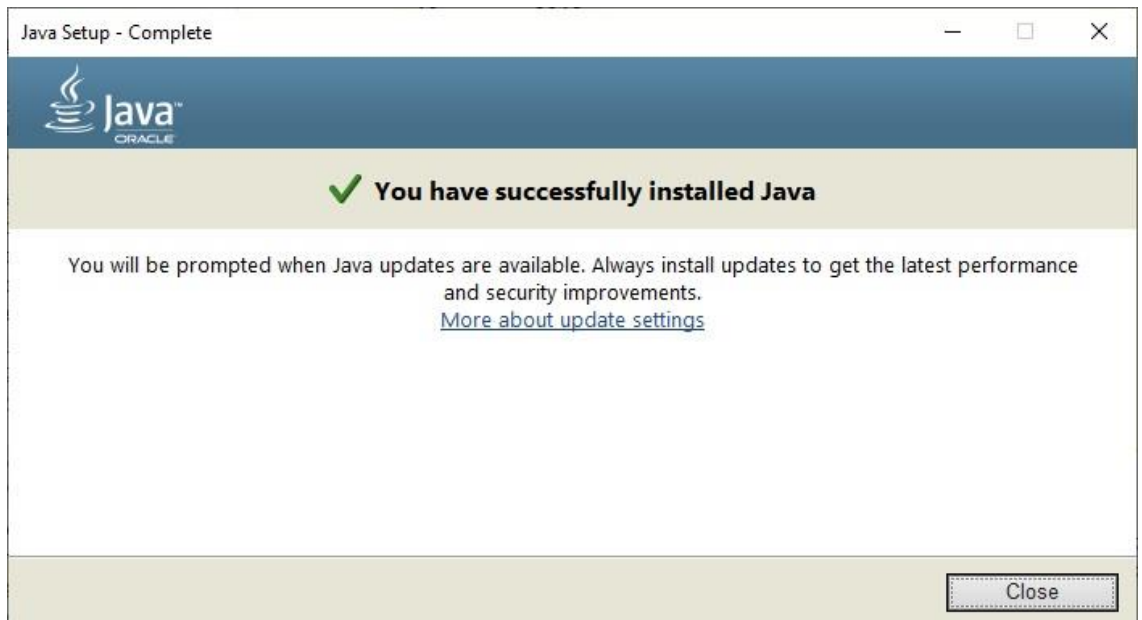 Java Setup - Complete
Java™
ORACLE
You have successfully installed Java
You will be prompted when Java updates are available. Always install updates to get the latest performance
and security improvements.
More about update settings
Close